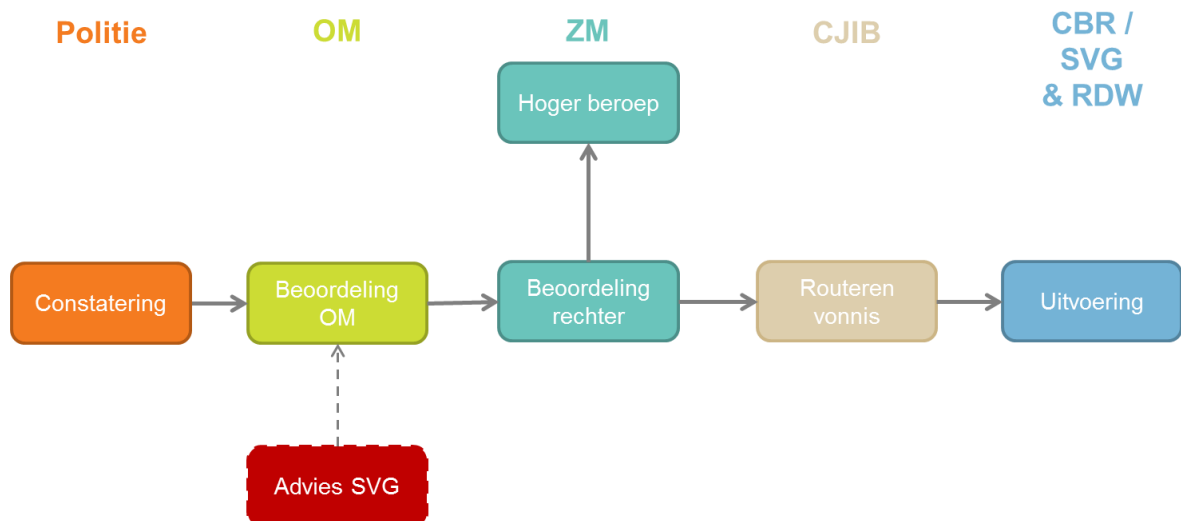 Politie
OM
ZM
CJIB
CBR /
SVG
& RDW
Hoger beroep
Constatering
Beoordeling
OM
Beoordeling
rechter
Routeren
vonnis
Uitvoering
Advies SVG